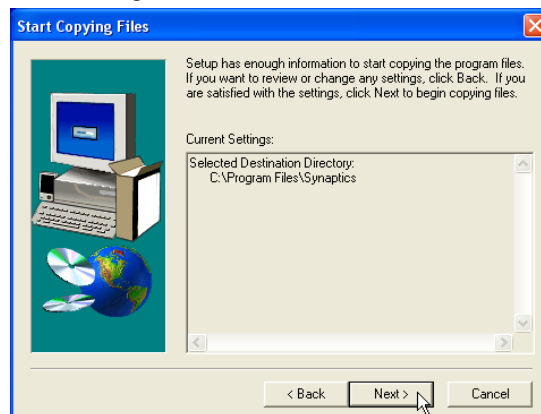 Start Copying Files
Setup has enough information to start copying the program files.
If you want to review or change any settings, click Back. If you
are satisfied with the settings, click Next to begin copying files.
Current Settings:
Selected Destination Directory:
C:\Program Files\Synaptics
< Back
Next >
Cancel